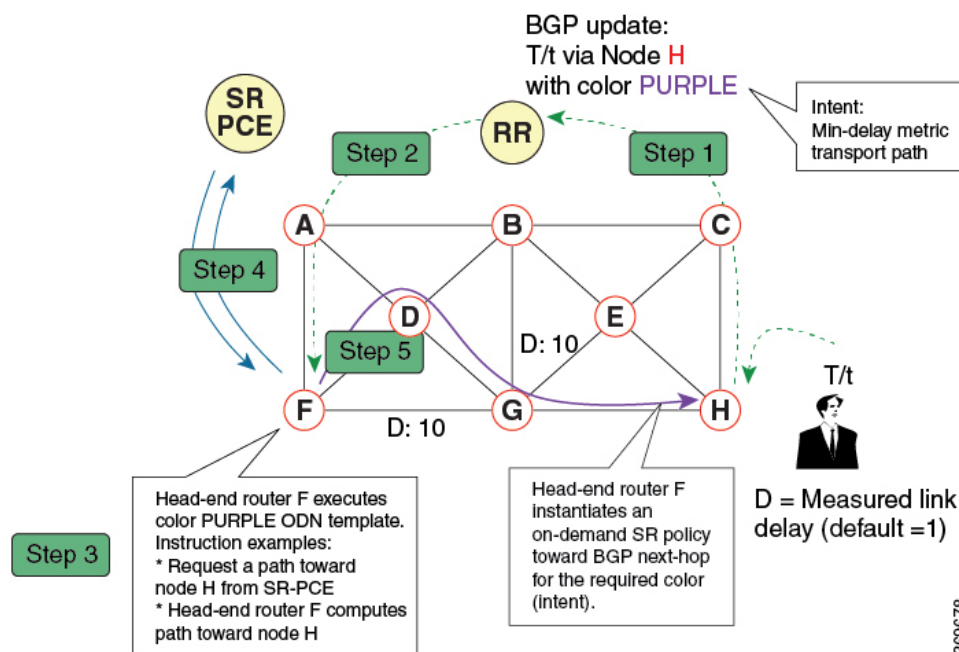 BGP update:
T/t via Node H
with color PURPLE
Intent:
Min-delay metric
transport path
SR
PCE
RR
Step 2
Step 1
A
B
C
Step 4
D
E
Step 5
D: 10
T/t
F
G
H
D: 10
D = Measured link
delay (default =1)
Step 3
Head-end router F executes
color PURPLE ODN template.
Instruction examples:
* Request a path toward
node H from SR-PCE
* Head-end router F computes
path toward node H
Head-end router F
instantiates an
on-demand SR policy
toward BGP next-hop
for the required color
(intent).